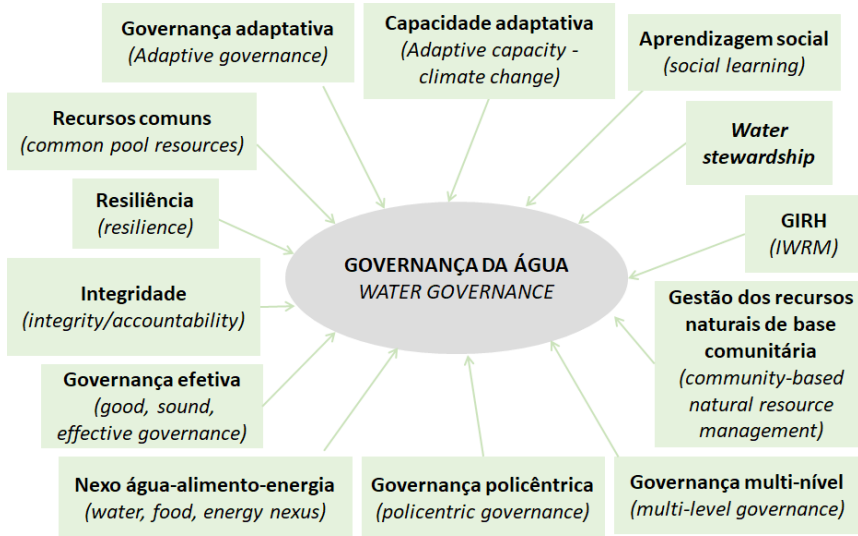 Governança adaptativa
(Adaptive governance)
Capacidade adaptativa
(Adaptive capacity -
climate change)
Aprendizagem social
(social learning)
Recursos comuns
(common pool resources)
Water
stewardship
Resiliência
(resilience)
GIRH
(IWRM)
GOVERNANÇA DA ÁGUA
WATER GOVERNANCE
Integridade
(integrity/accountability)
Gestão dos recursos
naturais de base
comunitária
(community-based
natural resource
management)
Governança efetiva
(good, sound,
effective governance)
Nexo água-alimento-energia
(water, food, energy nexus)
Governança policêntrica
(policentric governance)
Governança multi-nível
(multi-level governance)